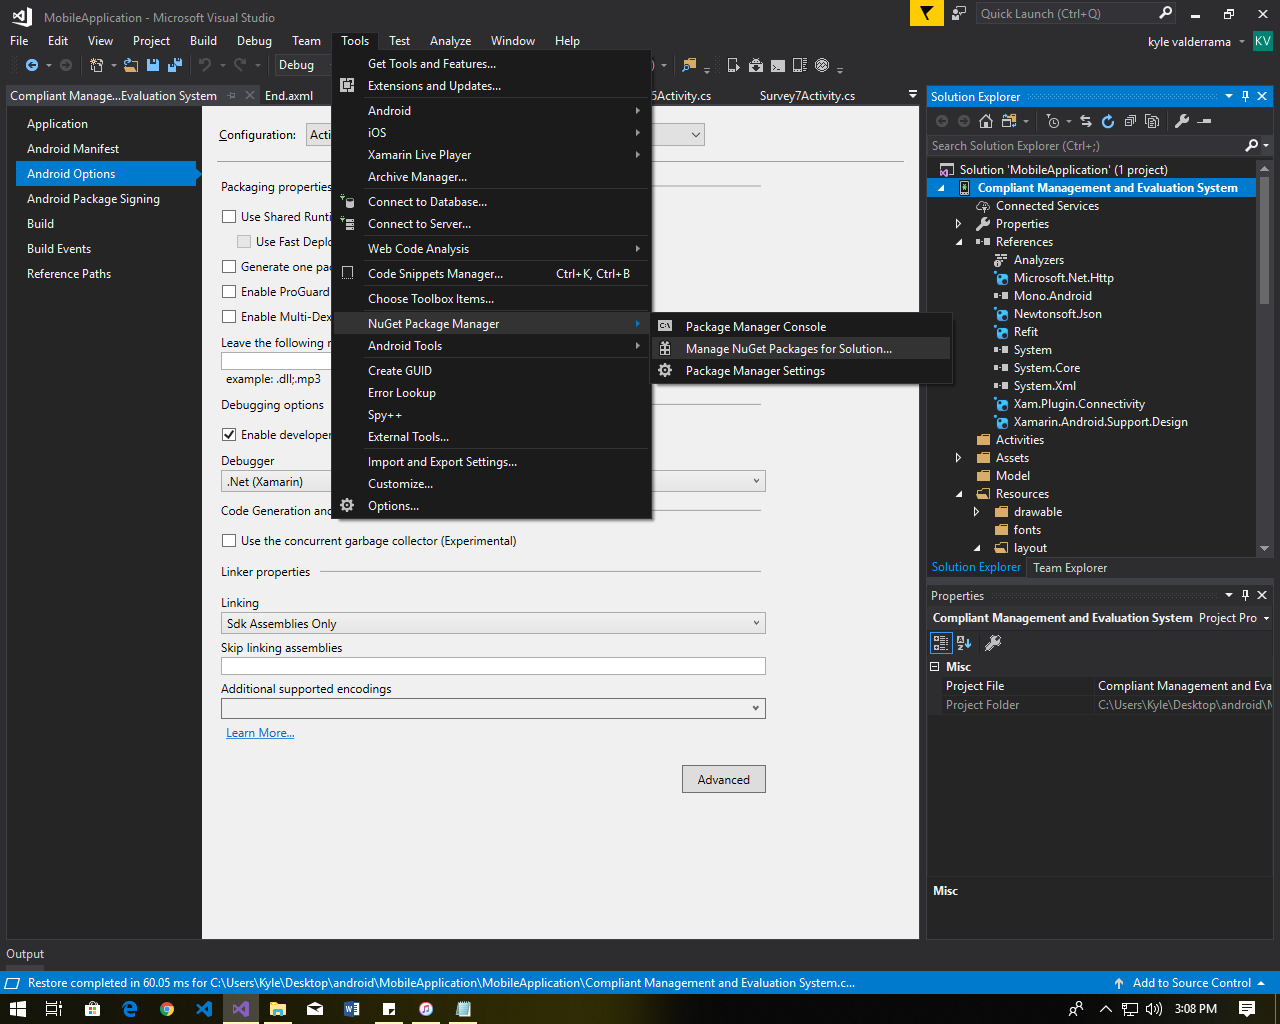 MobileApplication - Microsoft Visual Studio
Quick Launch (Ctrl+Q)
File Edit View Project Build Debug Team Tools Test Analyze Window Help
kyle valderrama KV
Debug
Compliant Manage...Evaluation System
End.axml
5Activity.cs
Survey7Activity.cs
Application
Android Manifest
Android Options
Android Package Signing
Build
Build Events
Reference Paths
Configuration:
Packaging properties
Use Shared Runti
Use Fast Deplo
Generate one pac
Enable ProGuard
Enable Multi-Dex
Leave the following r
example: .dll;.mp3
Debugging options
Enable developer
Debugger
.Net (Xamarin)
Code Generation and
Use the concurrent garbage collector (Experimental)
Linker properties
Linking
Sdk Assemblies Only
Skip linking assemblies
Additional supported encodings
Learn More...
Advanced
Get Tools and Features...
Extensions and Updates...
Android
iOS
Xamarin Live Player
Archive Manager...
Connect to Database...
Connect to Server...
Web Code Analysis
Code Snippets Manager... Ctrl+K, Ctrl+B
Choose Toolbox Items...
NuGet Package Manager
Android Tools
Create GUID
Error Lookup
Spy++
External Tools...
Import and Export Settings...
Customize...
Options...
Package Manager Console
Manage NuGet Packages for Solution...
Package Manager Settings
Solution Explorer
Search Solution Explorer (Ctrl+;)
Solution 'MobileApplication' (1 project)
Compliant Management and Evaluation System
Connected Services
Properties
References
Analyzers
Microsoft.Net.Http
Mono.Android
Newtonsoft.Json
Refit
System
System.Core
System.Xml
Xam.Plugin.Connectivity
Xamarin.Android.Support.Design
Activities
Assets
Model
Resources
drawable
fonts
layout
Solution Explorer Team Explorer
Properties
Compliant Management and Evaluation System Project Pro
Misc
Project File Compliant Management and Eva
Project Folder C:\Users\Kyle\Desktop\android\M
Misc
Output
Restore completed in 60.05 ms for C:\Users\Kyle\Desktop\android\MobileApplication\MobileApplication\Compliant Management and Evaluation System.c...
Add to Source Control
3:08 PM